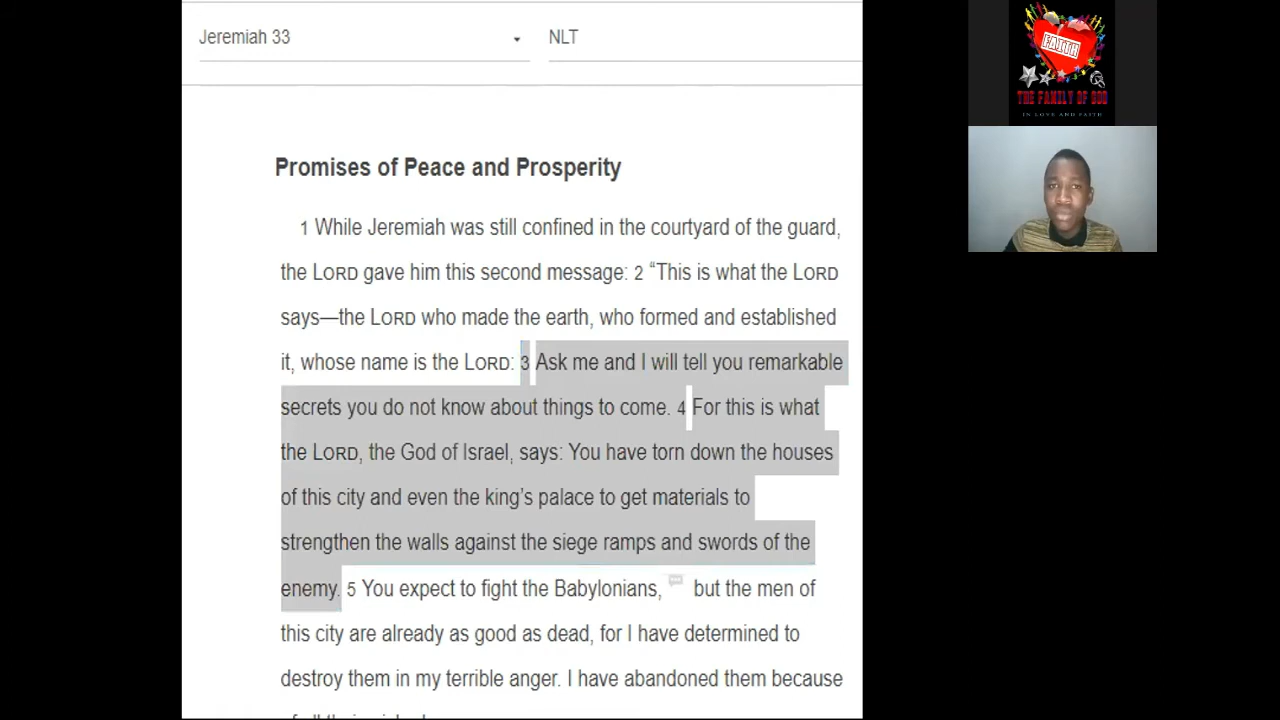 Jeremiah 33
NLT
Promises of Peace and Prosperity
1 While Jeremiah was still confined in the courtyard of the guard,
the LORD gave him this second message: 2 “This is what the LORD
says—the LORD who made the earth, who formed and established
it, whose name is the LORD: 3 Ask me and I will tell you remarkable
secrets you do not know about things to come. 4 For this is what
the LORD, the God of Israel, says: You have torn down the houses
of this city and even the king’s palace to get materials to
strengthen the walls against the siege ramps and swords of the
enemy. 5 You expect to fight the Babylonians, but the men of
this city are already as good as dead, for I have determined to
destroy them in my terrible anger. I have abandoned them because
FAITH
THE FAMILY OF GOD
IN LOVE AND FAITH